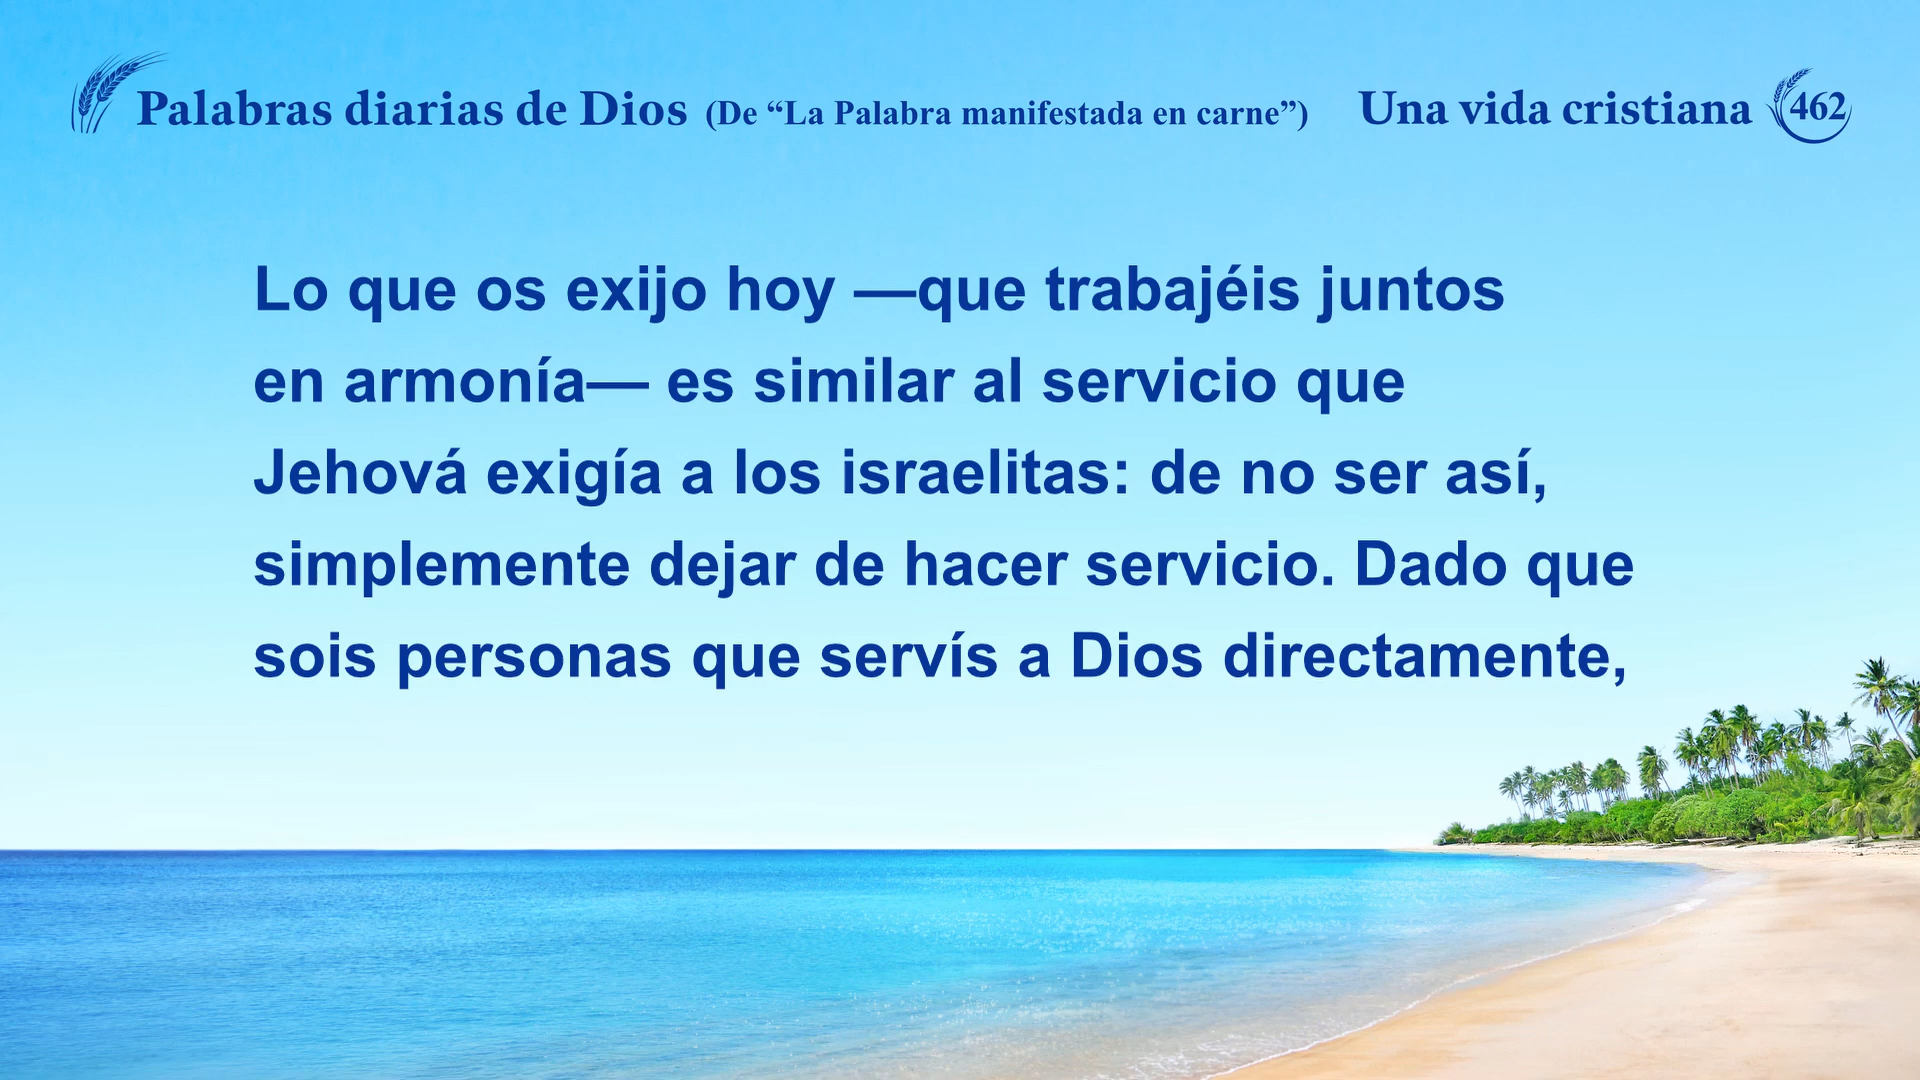 Palabras diarias de Dios (De “La Palabra manifestada en carne”) Una vida cristiana 462
Lo que os exijo hoy —que trabajéis juntos
en armonía— es similar al servicio que
Jehová exigía a los israelitas: de no ser así,
simplemente dejar de hacer servicio. Dado que
sois personas que servís a Dios directamente,